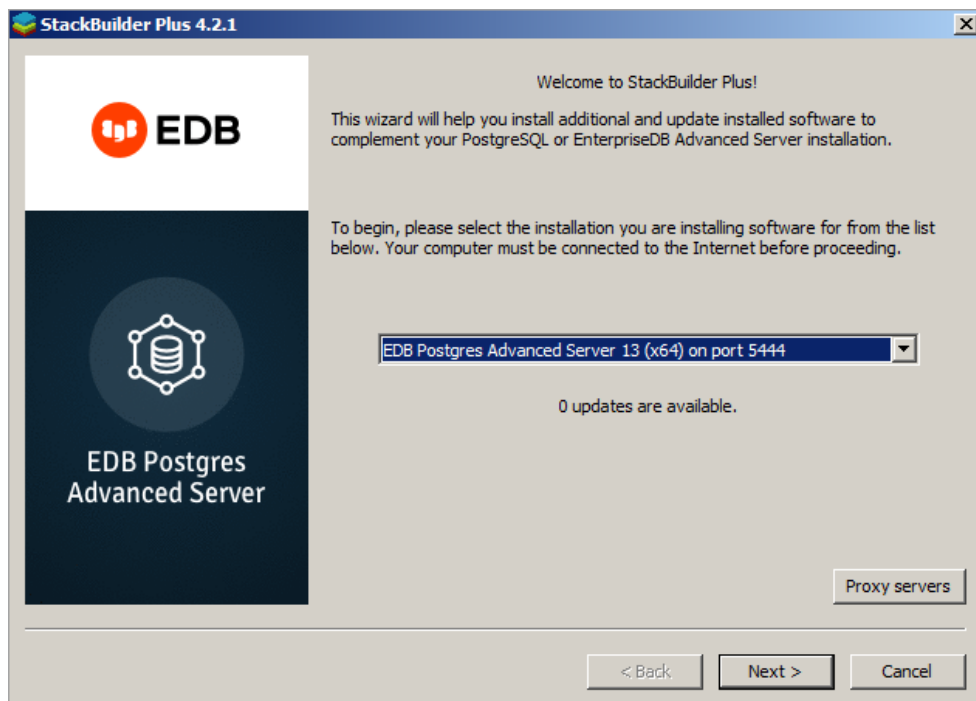 StackBuilder Plus 4.2.1
EDB
EDB Postgres
Advanced Server
Welcome to StackBuilder Plus!
This wizard will help you install additional and update installed software to
complement your PostgreSQL or EnterpriseDB Advanced Server installation.
To begin, please select the installation you are installing software for from the list
below. Your computer must be connected to the Internet before proceeding.
EDB Postgres Advanced Server 13 (x64) on port 5444
0 updates are available.
Proxy servers
< Back
Next >
Cancel